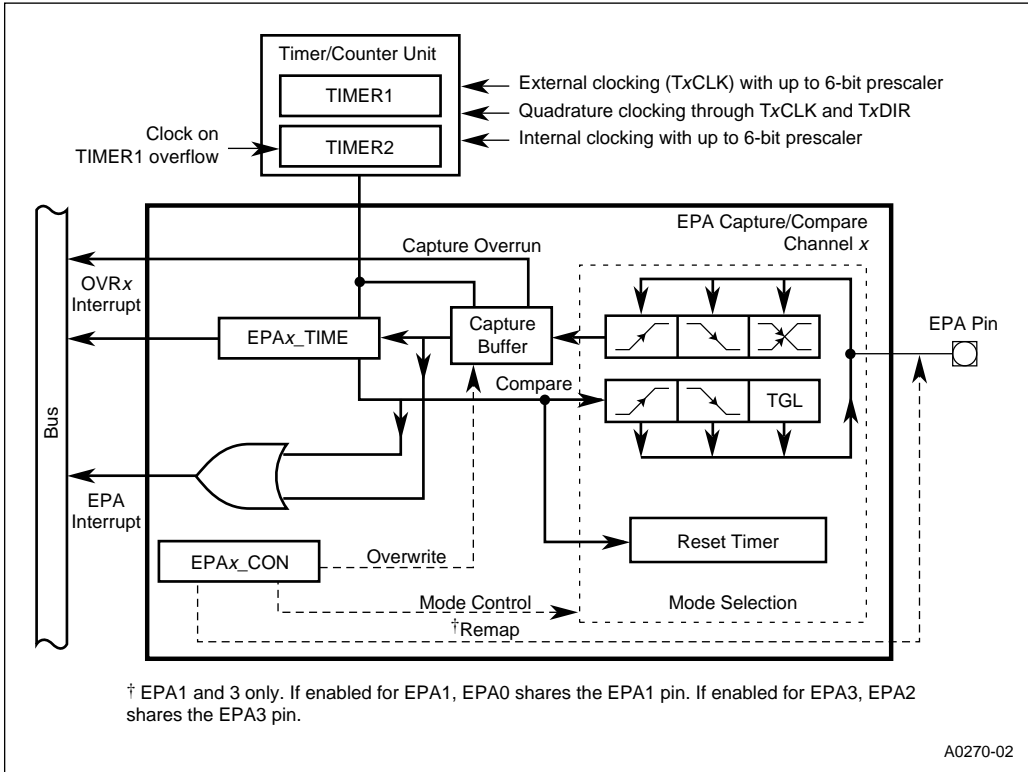 Timer/Counter Unit
TIMER1
TIMER2
External clocking (TxCLK) with up to 6-bit prescaler
Quadrature clocking through TxCLK and TxDIR
Internal clocking with up to 6-bit prescaler
Clock on
TIMER1 overflow
EPA Capture/Compare
Channel x
Capture Overrun
OVRx
Interrupt
EPAx_TIME
Capture
Buffer
EPA Pin
Compare
TGL
Bus
EPA
Interrupt
Reset Timer
EPAx_CON
Overwrite
Mode Control
Mode Selection
†Remap
† EPA1 and 3 only. If enabled for EPA1, EPA0 shares the EPA1 pin. If enabled for EPA3, EPA2
shares the EPA3 pin.
A0270-02